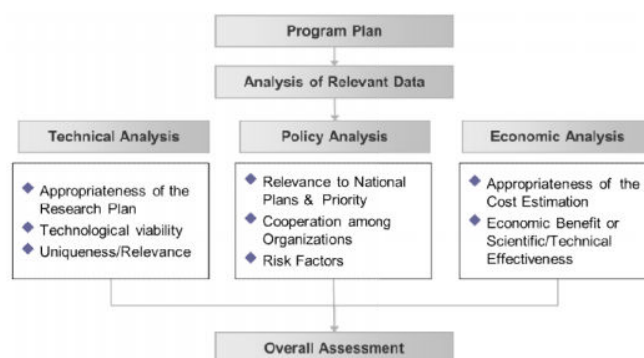 Program Plan
Analysis of Relevant Data
Technical Analysis
Policy Analysis
Economic Analysis
Appropriateness of the
Research Plan
Technological viability
Uniqueness/Relevance
Relevance to National
Plans & Priority
Cooperation among
Organizations
Risk Factors
Appropriateness of the
Cost Estimation
Economic Benefit or
Scientific/Technical
Effectiveness
Overall Assessment